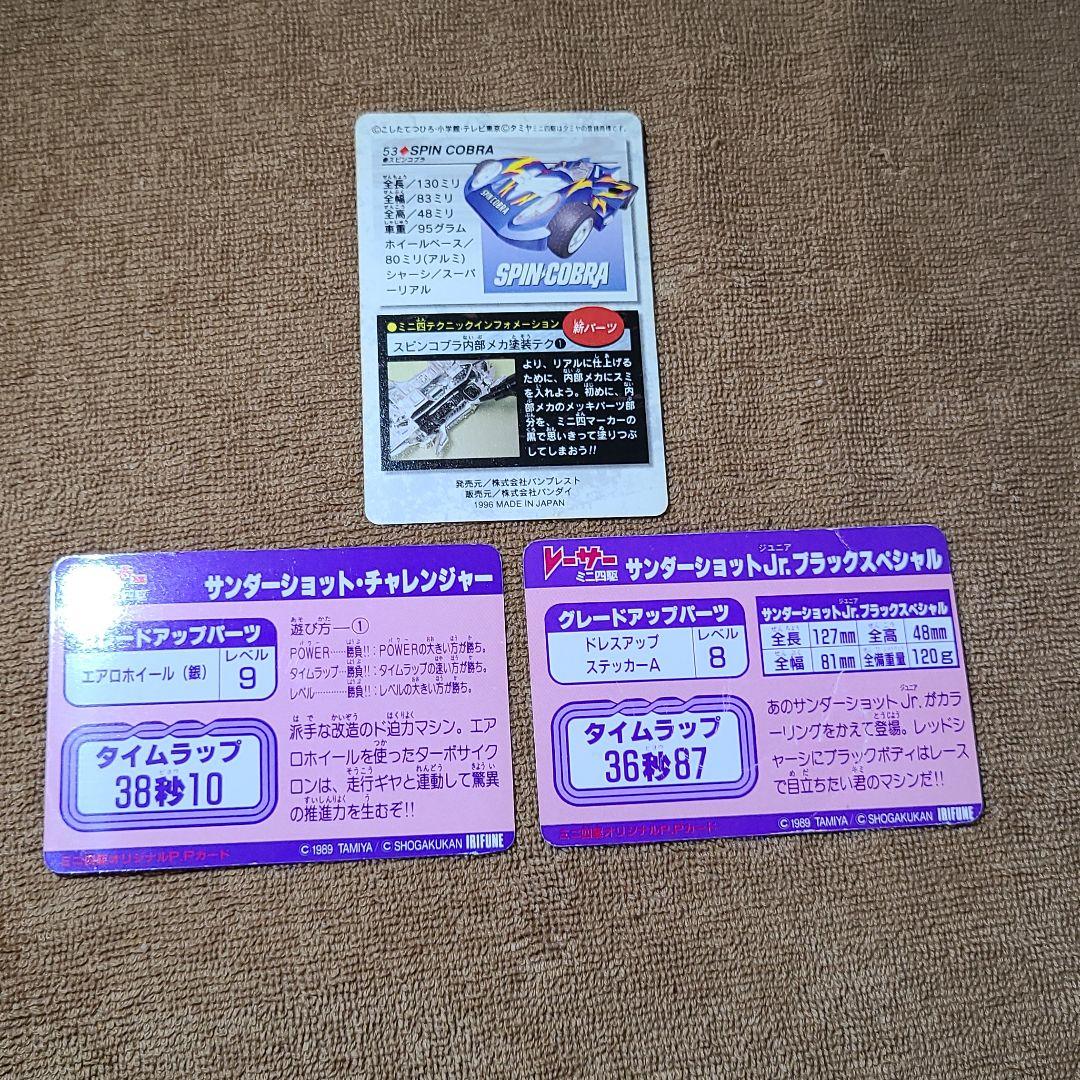 ©こしたてつひろ・小学館・テレビ東京©タミヤミニ四駆はタミヤの登録商標です。
53♦SPIN COBRA
●スピンコブラ
全長／130ミリ
全幅／83ミリ
全高／48ミリ
車重／95グラム
ホイールベース／
80ミリ(アルミ)
シャーシ／スーパ
ーリアル
SPIN COBRA
SPIN・COBRA
●ミニ四テクニックインフォメーション
新パーツ
スピンコブラ内部メカ塗装テク❶
より、リアルに仕上げる
ために、内部メカにスミ
を入れよう。初めに、内
部メカのメッキパーツ部
分を、ミニ四マーカーの
黒で思いきって塗りつぶ
してしまおう!!
発売元／株式会社バンプレスト
販売元／株式会社バンダイ
1996 MADE IN JAPAN
サンダーショット・チャレンジャー
レードアップパーツ
エアロホイール（銀）
レベル
9
タイムラップ
38秒10
遊び方―①
POWER……勝負!!：POWERの大きい方が勝ち。
タイムラップ…勝負!!：タイムラップの速い方が勝ち。
レベル…………勝負!!：レベルの大きい方が勝ち。
派手な改造のド迫力マシン。エア
ロホイールを使ったターボサイク
ロンは、走行ギヤと連動して驚異
の推進力を生むぞ!!
ミニ四駆オリジナルP.P.カード
©1989 TAMIYA/©SHOGAKUKAN IRIFUNE
レーサー
ミニ四駆
サンダーショットJr.ブラックスペシャル
グレードアップパーツ
ドレスアップ
ステッカーA
レベル
8
サンダーショットJr.ブラックスペシャル
全長 127mm 全高 48mm
全幅 81mm 全備重量 120g
タイムラップ
36秒87
あのサンダーショットJr.がカラ
ーリングをかえて登場。レッドシ
ャーシにブラックボディはレース
で目立ちたい君のマシンだ!!
ミニ四駆オリジナルP.P.カード
©1989 TAMIYA/©SHOGAKUKAN IRIFUNE